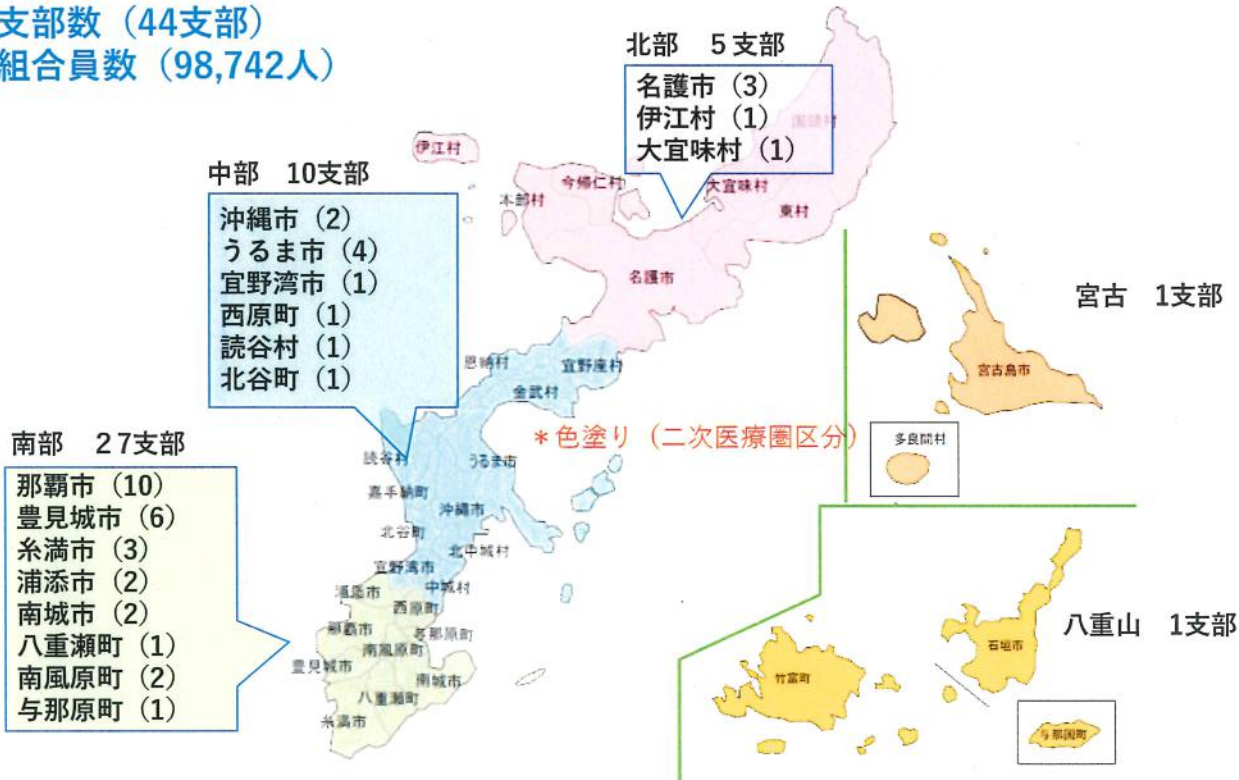 支部数（44支部）
組合員数（98,742人）
北部　５支部
名護市（3）
伊江村（1）
大宜味村（1）
中部　10支部
沖縄市（2）
うるま市（4）
宜野湾市（1）
西原町（1）
読谷村（1）
北谷町（1）
南部　２7支部
那覇市（10）
豊見城市（6）
糸満市（3）
浦添市（2）
南城市（2）
八重瀬町（1）
南風原町（2）
与那原町（1）
＊色塗り（二次医療圏区分）
宮古　1支部
八重山　1支部
国頭村
伊江村
今帰仁村
本部村
大宜味村
東村
名護市
恩納村
宜野座村
金武村
読谷村
うるま市
嘉手納町
沖縄市
北谷町
北中城村
宜野湾市
中城村
浦添市
西原町
那覇市
与那原町
南風原町
豊見城市
南城市
八重瀬町
糸満市
宮古島市
多良間村
石垣市
竹富町
与那国町